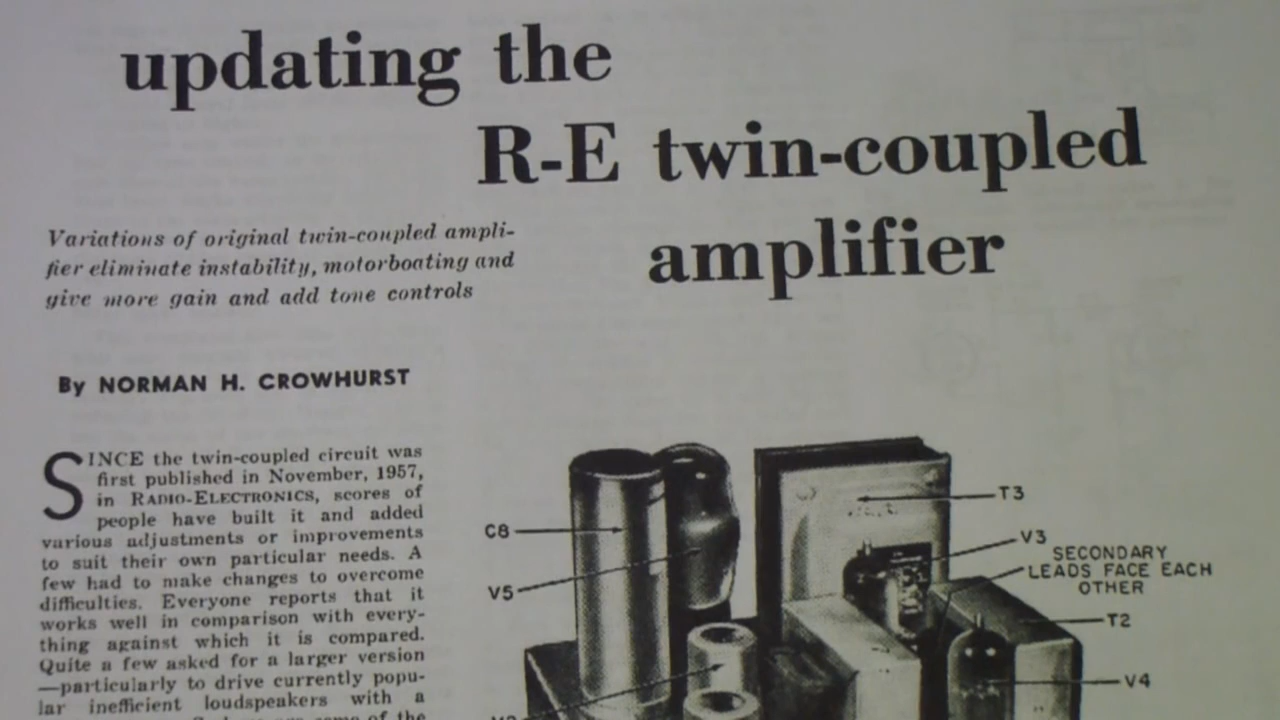 updating the
R-E twin-coupled
amplifier
Variations of original twin-coupled ampli-
fier eliminate instability, motorboating and
give more gain and add tone controls
By NORMAN H. CROWHURST
SINCE the twin-coupled circuit was
first published in November, 1957,
in RADIO-ELECTRONICS, scores of
people have built it and added
various adjustments or improvements
to suit their own particular needs. A
few had to make changes to overcome
difficulties. Everyone reports that it
works well in comparison with every-
thing against which it is compared.
Quite a few asked for a larger version
—particularly to drive currently popu-
lar inefficient loudspeakers with a
some of the
C8
V5
T3
V3
SECONDARY
LEADS FACE EACH
OTHER
T2
V4